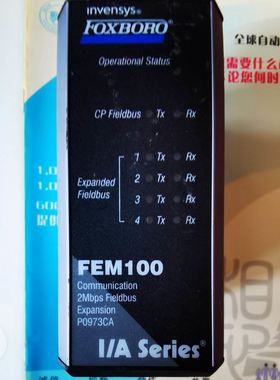 invensys®
FOXBORO®
全球自动
需要什么
论您何时
Operational Status
CP Fieldbus Tx Rx
1 Tx Rx
Expanded Fieldbus
2 Tx Rx
3 Tx Rx
4 Tx Rx
FEM100
Communication
2Mbps Fieldbus
Expansion
P0973CA
I/A Series®